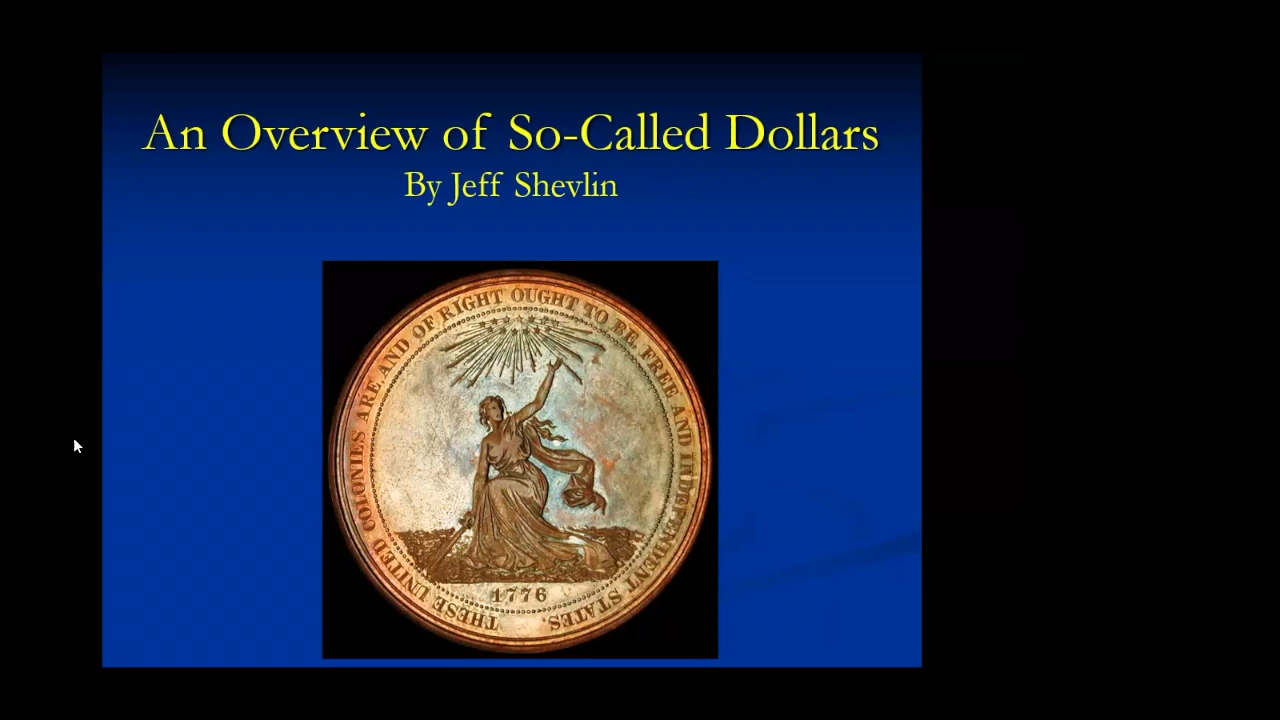 An Overview of So-Called Dollars
By Jeff Shevlin
THESE UNITED COLONIES ARE AND OF RIGHT OUGHT TO BE FREE AND INDEPENDENT STATES.
1776